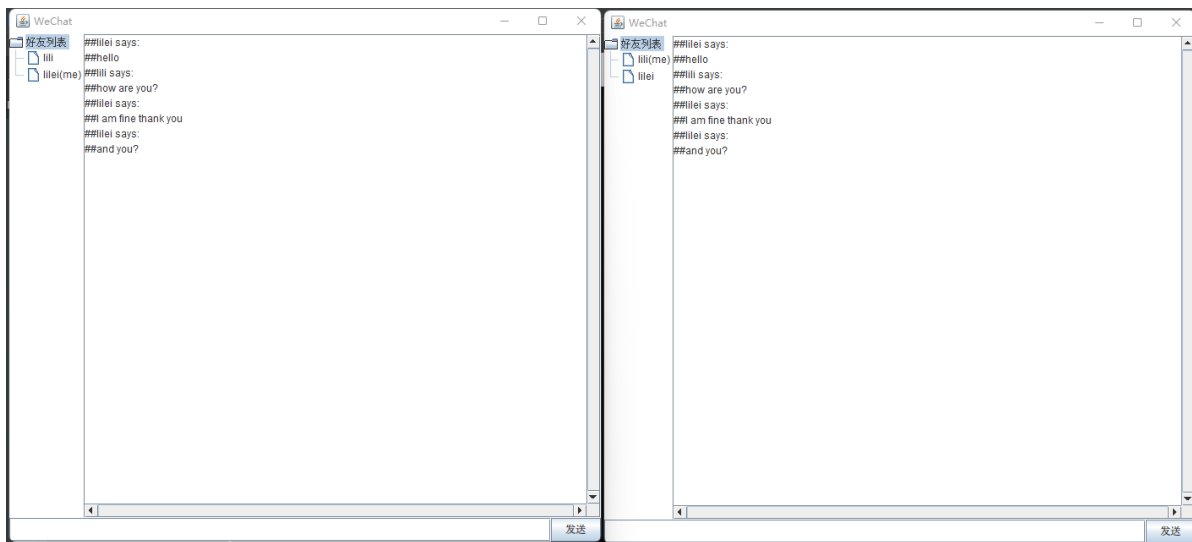 WeChat
好友列表
lili
lilei(me)
##lilei says:
##hello
##lili says:
##how are you?
##lilei says:
##I am fine thank you
##lilei says:
##and you?
发送
WeChat
好友列表
lili(me)
lilei
##lilei says:
##hello
##lili says:
##how are you?
##lilei says:
##I am fine thank you
##lilei says:
##and you?
发送